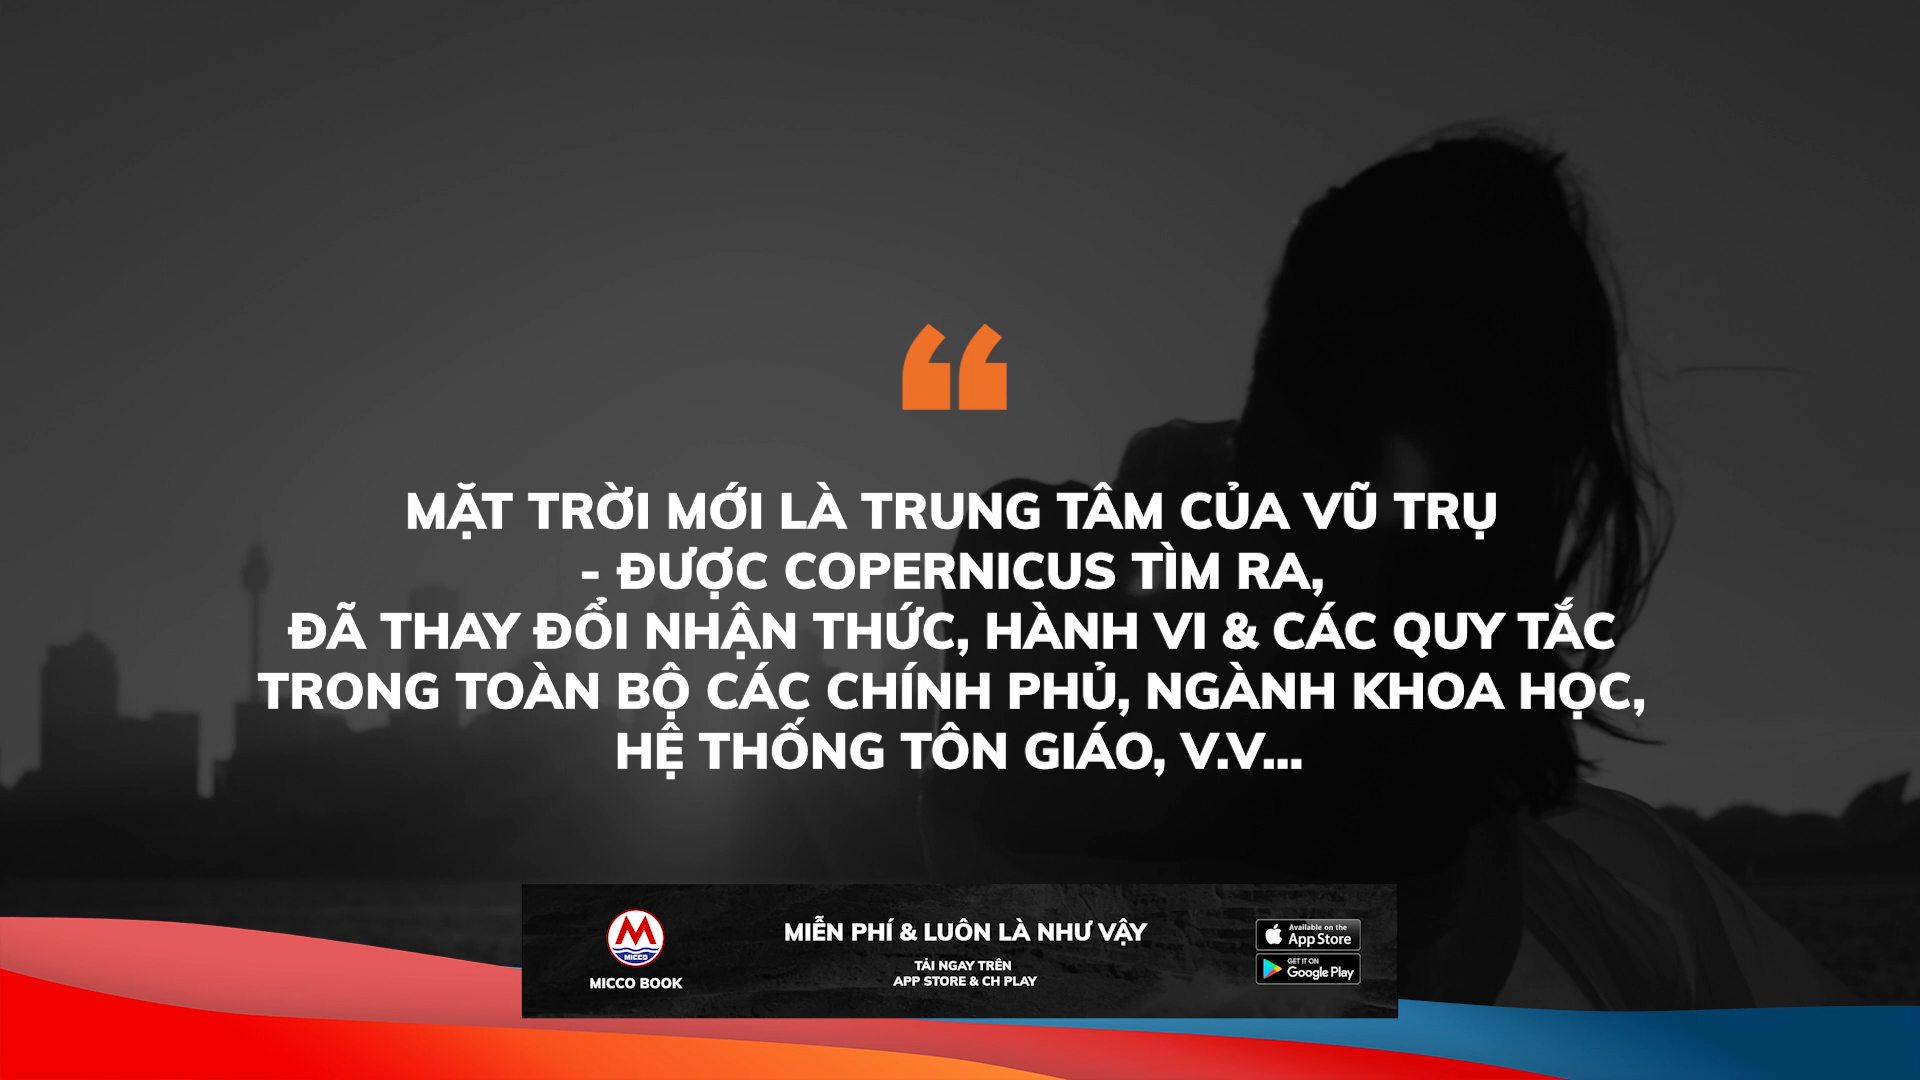 “
MẶT TRỜI MỚI LÀ TRUNG TÂM CỦA VŨ TRỤ
- ĐƯỢC COPERNICUS TÌM RA,
ĐÃ THAY ĐỔI NHẬN THỨC, HÀNH VI & CÁC QUY TẮC
TRONG TOÀN BỘ CÁC CHÍNH PHỦ, NGÀNH KHOA HỌC,
HỆ THỐNG TÔN GIÁO, V.V...
MICCO
MICCO BOOK
MIỄN PHÍ & LUÔN LÀ NHƯ VẬY
TẢI NGAY TRÊN
APP STORE & CH PLAY
Available on the
App Store
GET IT ON
Google Play